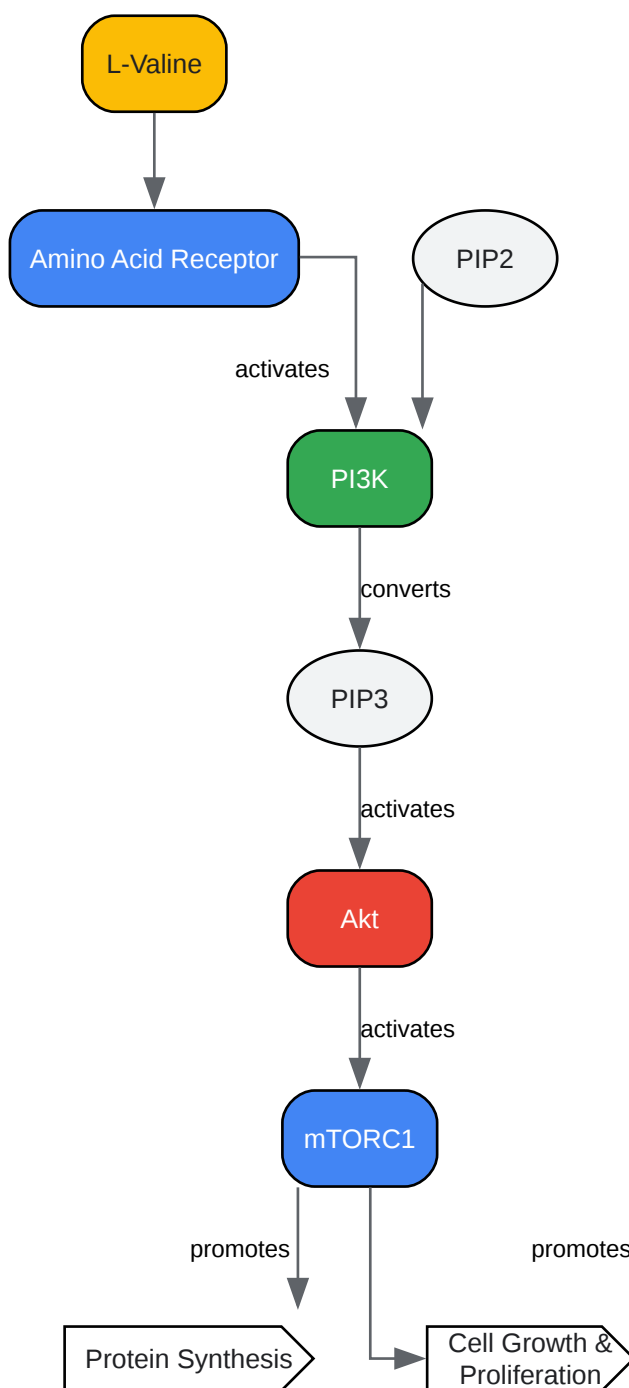 L-Valine
Amino Acid Receptor
PIP2
activates
PI3K
converts
PIP3
activates
Akt
activates
mTORC1
promotes
promotes
Protein Synthesis
Cell Growth &
Proliferation